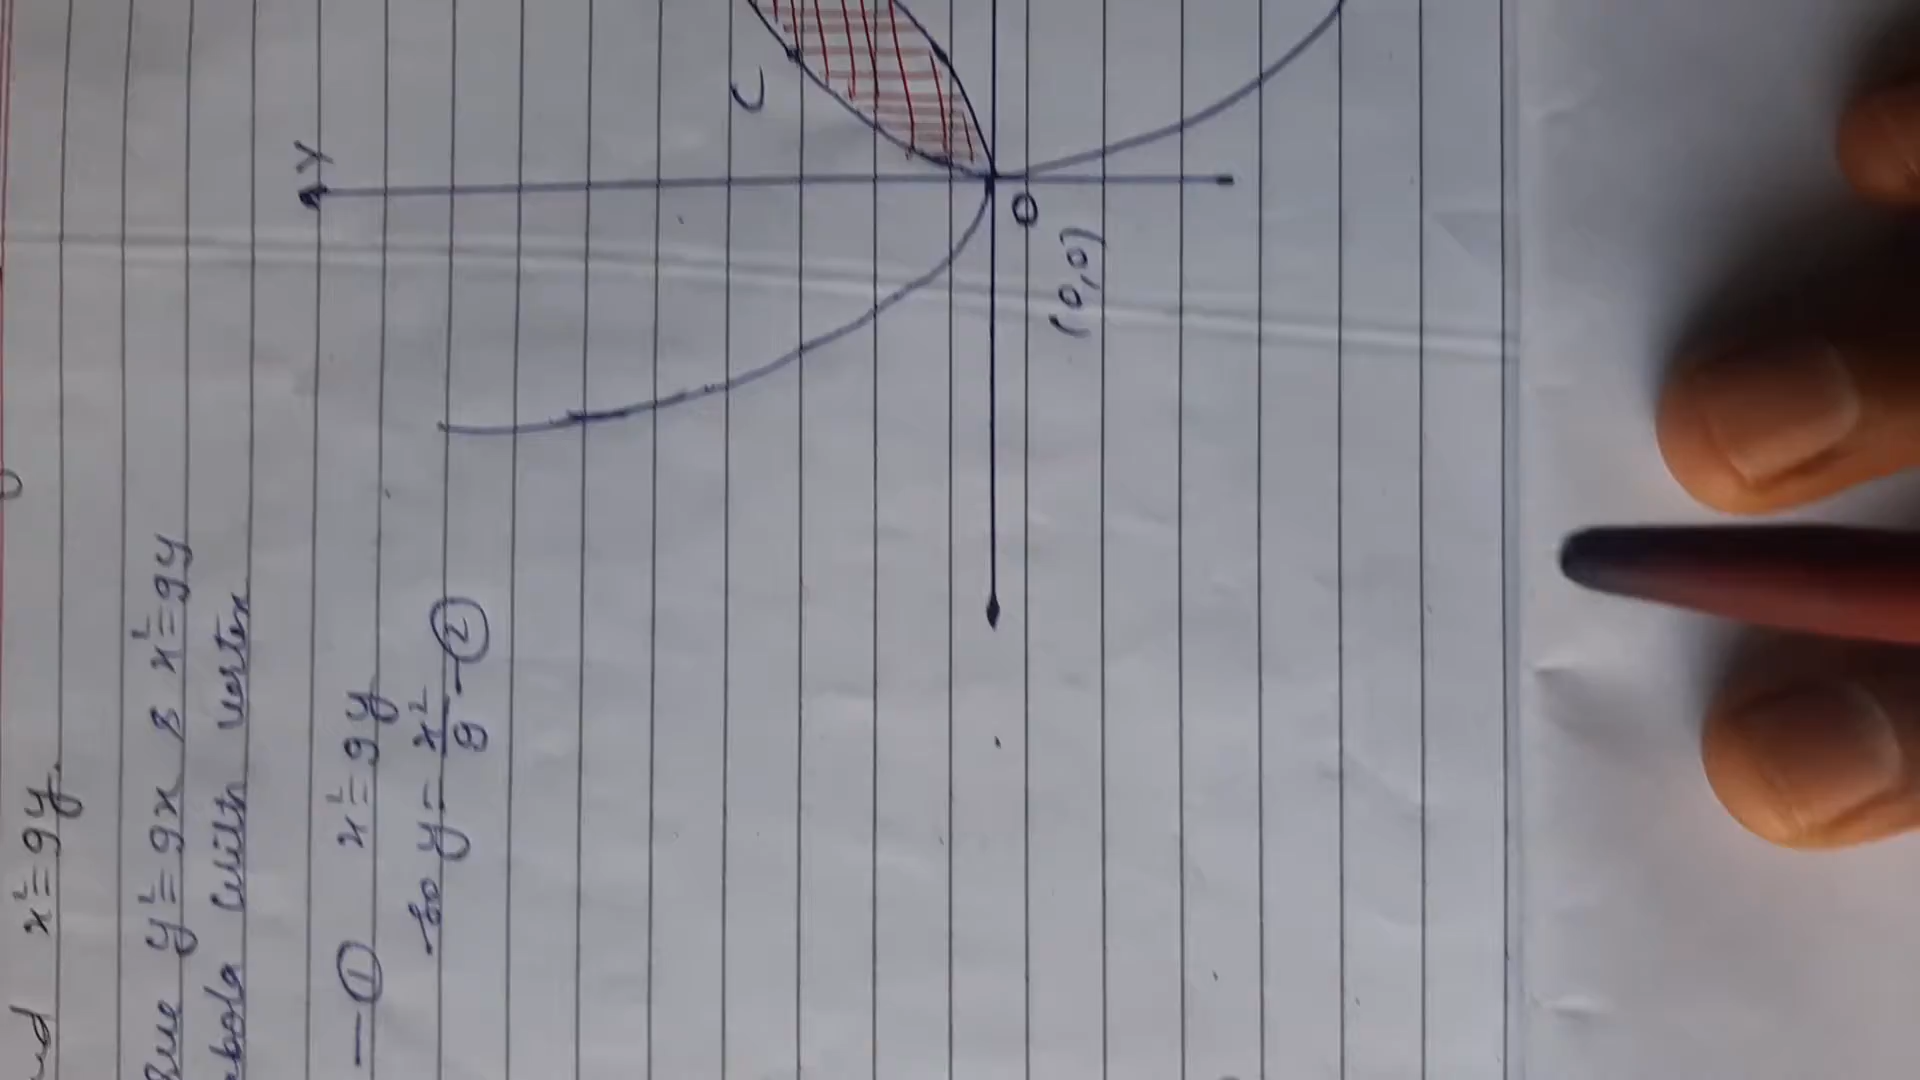 x²=9y.
y²=9x & x²=9y
with vertex
—① x²=9y
so y=x²/9 —②
Y
C
O
(0,0)